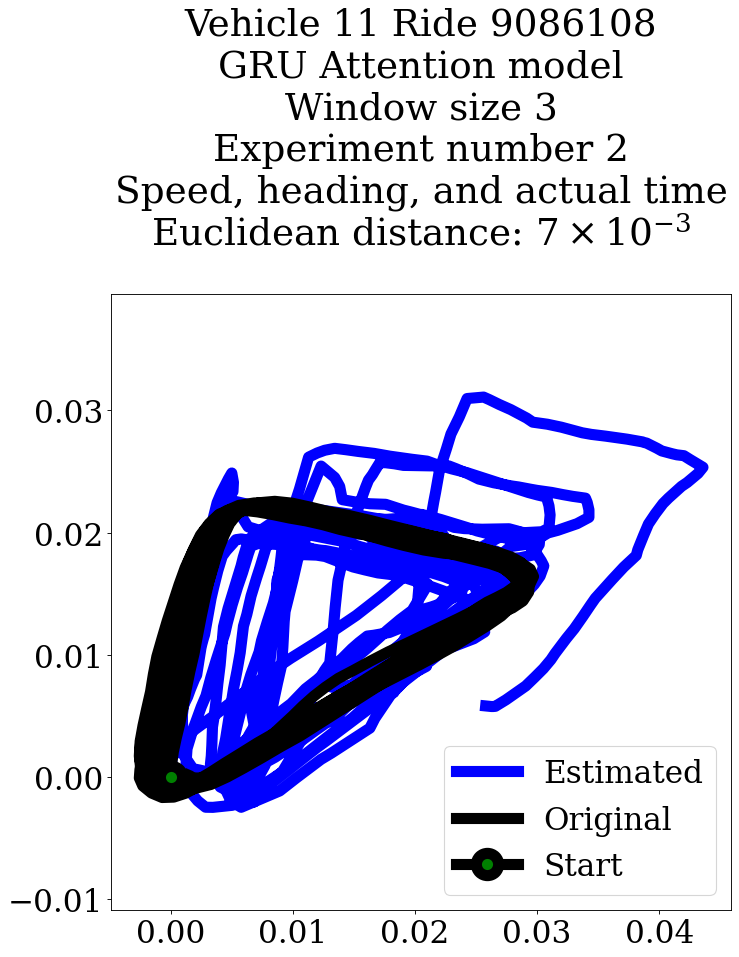 Vehicle 11 Ride 9086108
GRU Attention model
Window size 3
Experiment number 2
Speed, heading, and actual time
Euclidean distance: 7 × 10⁻³
0.03
0.02
0.01
0.00
−0.01
0.00 0.01 0.02 0.03 0.04
Estimated
Original
Start